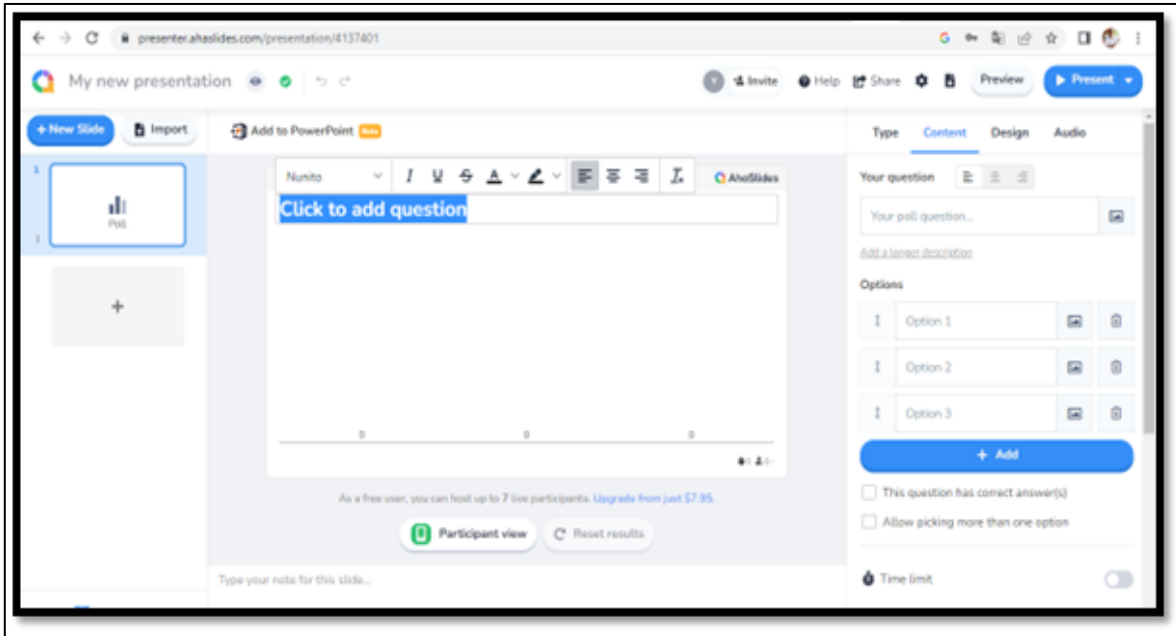 presenter.ahaslides.com/presentation/4137401
My new presentation
Invite
Help
Share
Preview
Present
+ New Slide
Import
Add to PowerPoint Beta
Type Content Design Audio
1
Poll
Nunito
I U S A
AhaSlides
Click to add question
Your question
Your poll question...
Add a longer description
Options
Option 1
Option 2
Option 3
+
0 0 0
+ Add
As a free user, you can host up to 7 live participants. Upgrade from just $7.95.
This question has correct answer(s)
Allow picking more than one option
Participant view
Reset results
Type your note for this slide...
Time limit